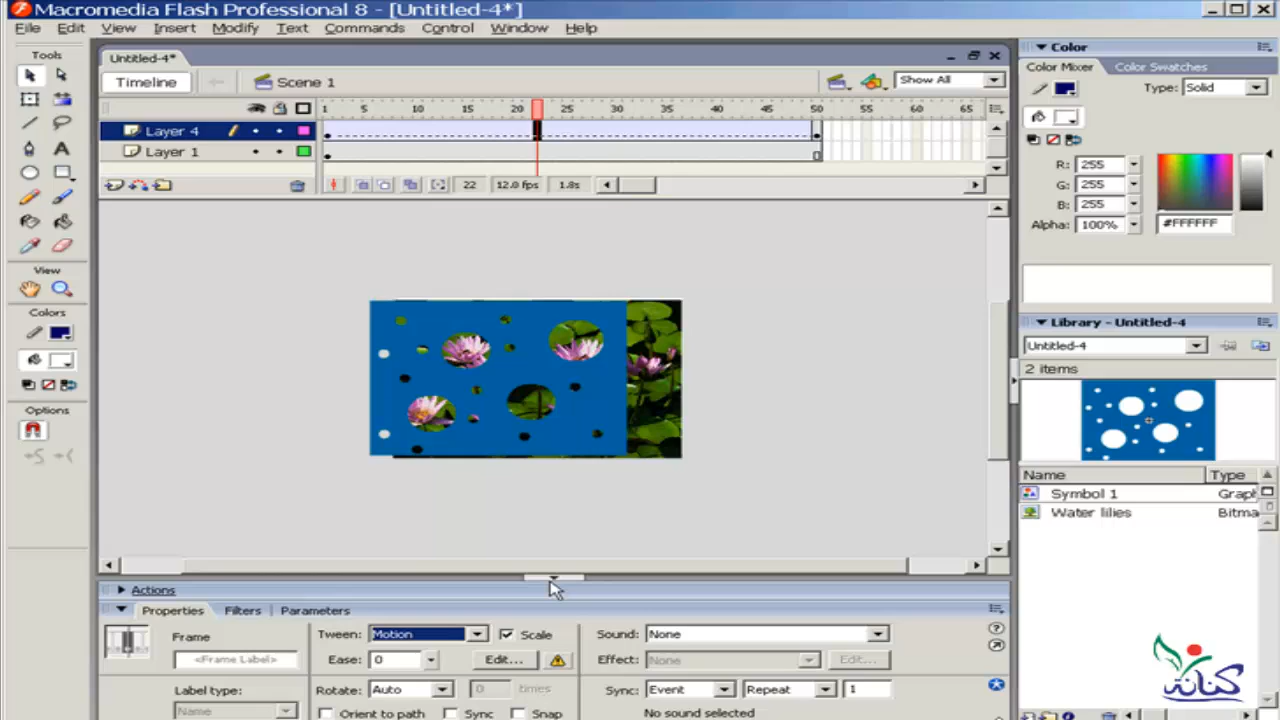 Macromedia Flash Professional 8 - [Untitled-4*]
File Edit View Insert Modify Text Commands Control Window Help
Tools
Untitled-4*
Timeline Scene 1 Show All
1 5 10 15 20 25 30 35 40 45 50 55 60 65
Layer 4
Layer 1
22 12.0 fps 1.8s
View
Colors
Options
Color
Color Mixer Color Swatches
Type: Solid
R: 255
G: 255
B: 255
Alpha: 100% #FFFFFF
Library - Untitled-4
Untitled-4
2 items
Name Type
Symbol 1 Graph
Water lilies Bitma
Actions
Properties Filters Parameters
Frame
<Frame Label>
Label type:
Name
Tween: Motion Scale
Ease: 0 Edit...
Rotate: Auto 0 times
Orient to path Sync Snap
Sound: None
Effect: None Edit...
Sync: Event Repeat 1
No sound selected
كنانة